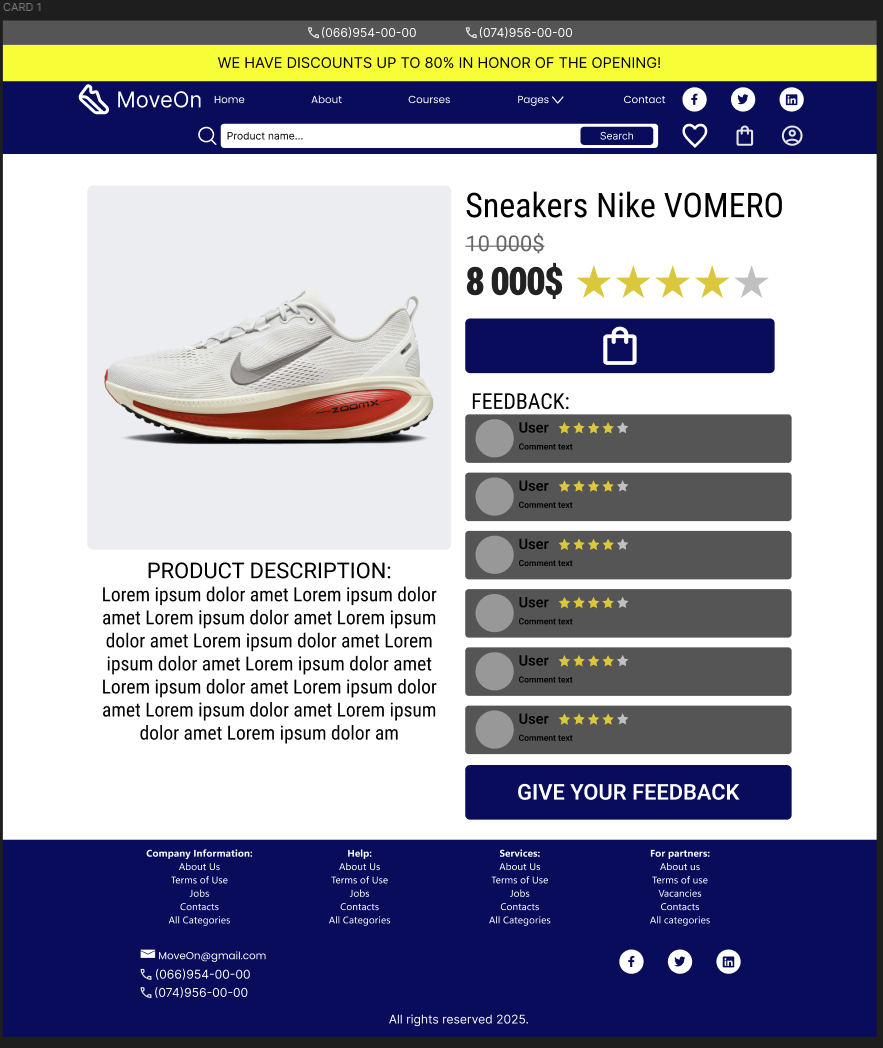 CARD 1
(066)954-00-00 (074)956-00-00
WE HAVE DISCOUNTS UP TO 80% IN HONOR OF THE OPENING!
MoveOn Home About Courses Pages Contact
Product name... Search
Sneakers Nike VOMERO
10 000$
8 000$
ZOOMX
FEEDBACK:
User
Comment text
User
Comment text
User
Comment text
User
Comment text
User
Comment text
User
Comment text
GIVE YOUR FEEDBACK
PRODUCT DESCRIPTION:
Lorem ipsum dolor amet Lorem ipsum dolor
amet Lorem ipsum dolor amet Lorem ipsum
dolor amet Lorem ipsum dolor amet Lorem
ipsum dolor amet Lorem ipsum dolor amet
Lorem ipsum dolor amet Lorem ipsum dolor
amet Lorem ipsum dolor amet Lorem ipsum
dolor amet Lorem ipsum dolor am
Company Information:
About Us
Terms of Use
Jobs
Contacts
All Categories
Help:
About Us
Terms of Use
Jobs
Contacts
All Categories
Services:
About Us
Terms of Use
Jobs
Contacts
All Categories
For partners:
About us
Terms of use
Vacancies
Contacts
All categories
MoveOn@gmail.com
(066)954-00-00
(074)956-00-00
All rights reserved 2025.